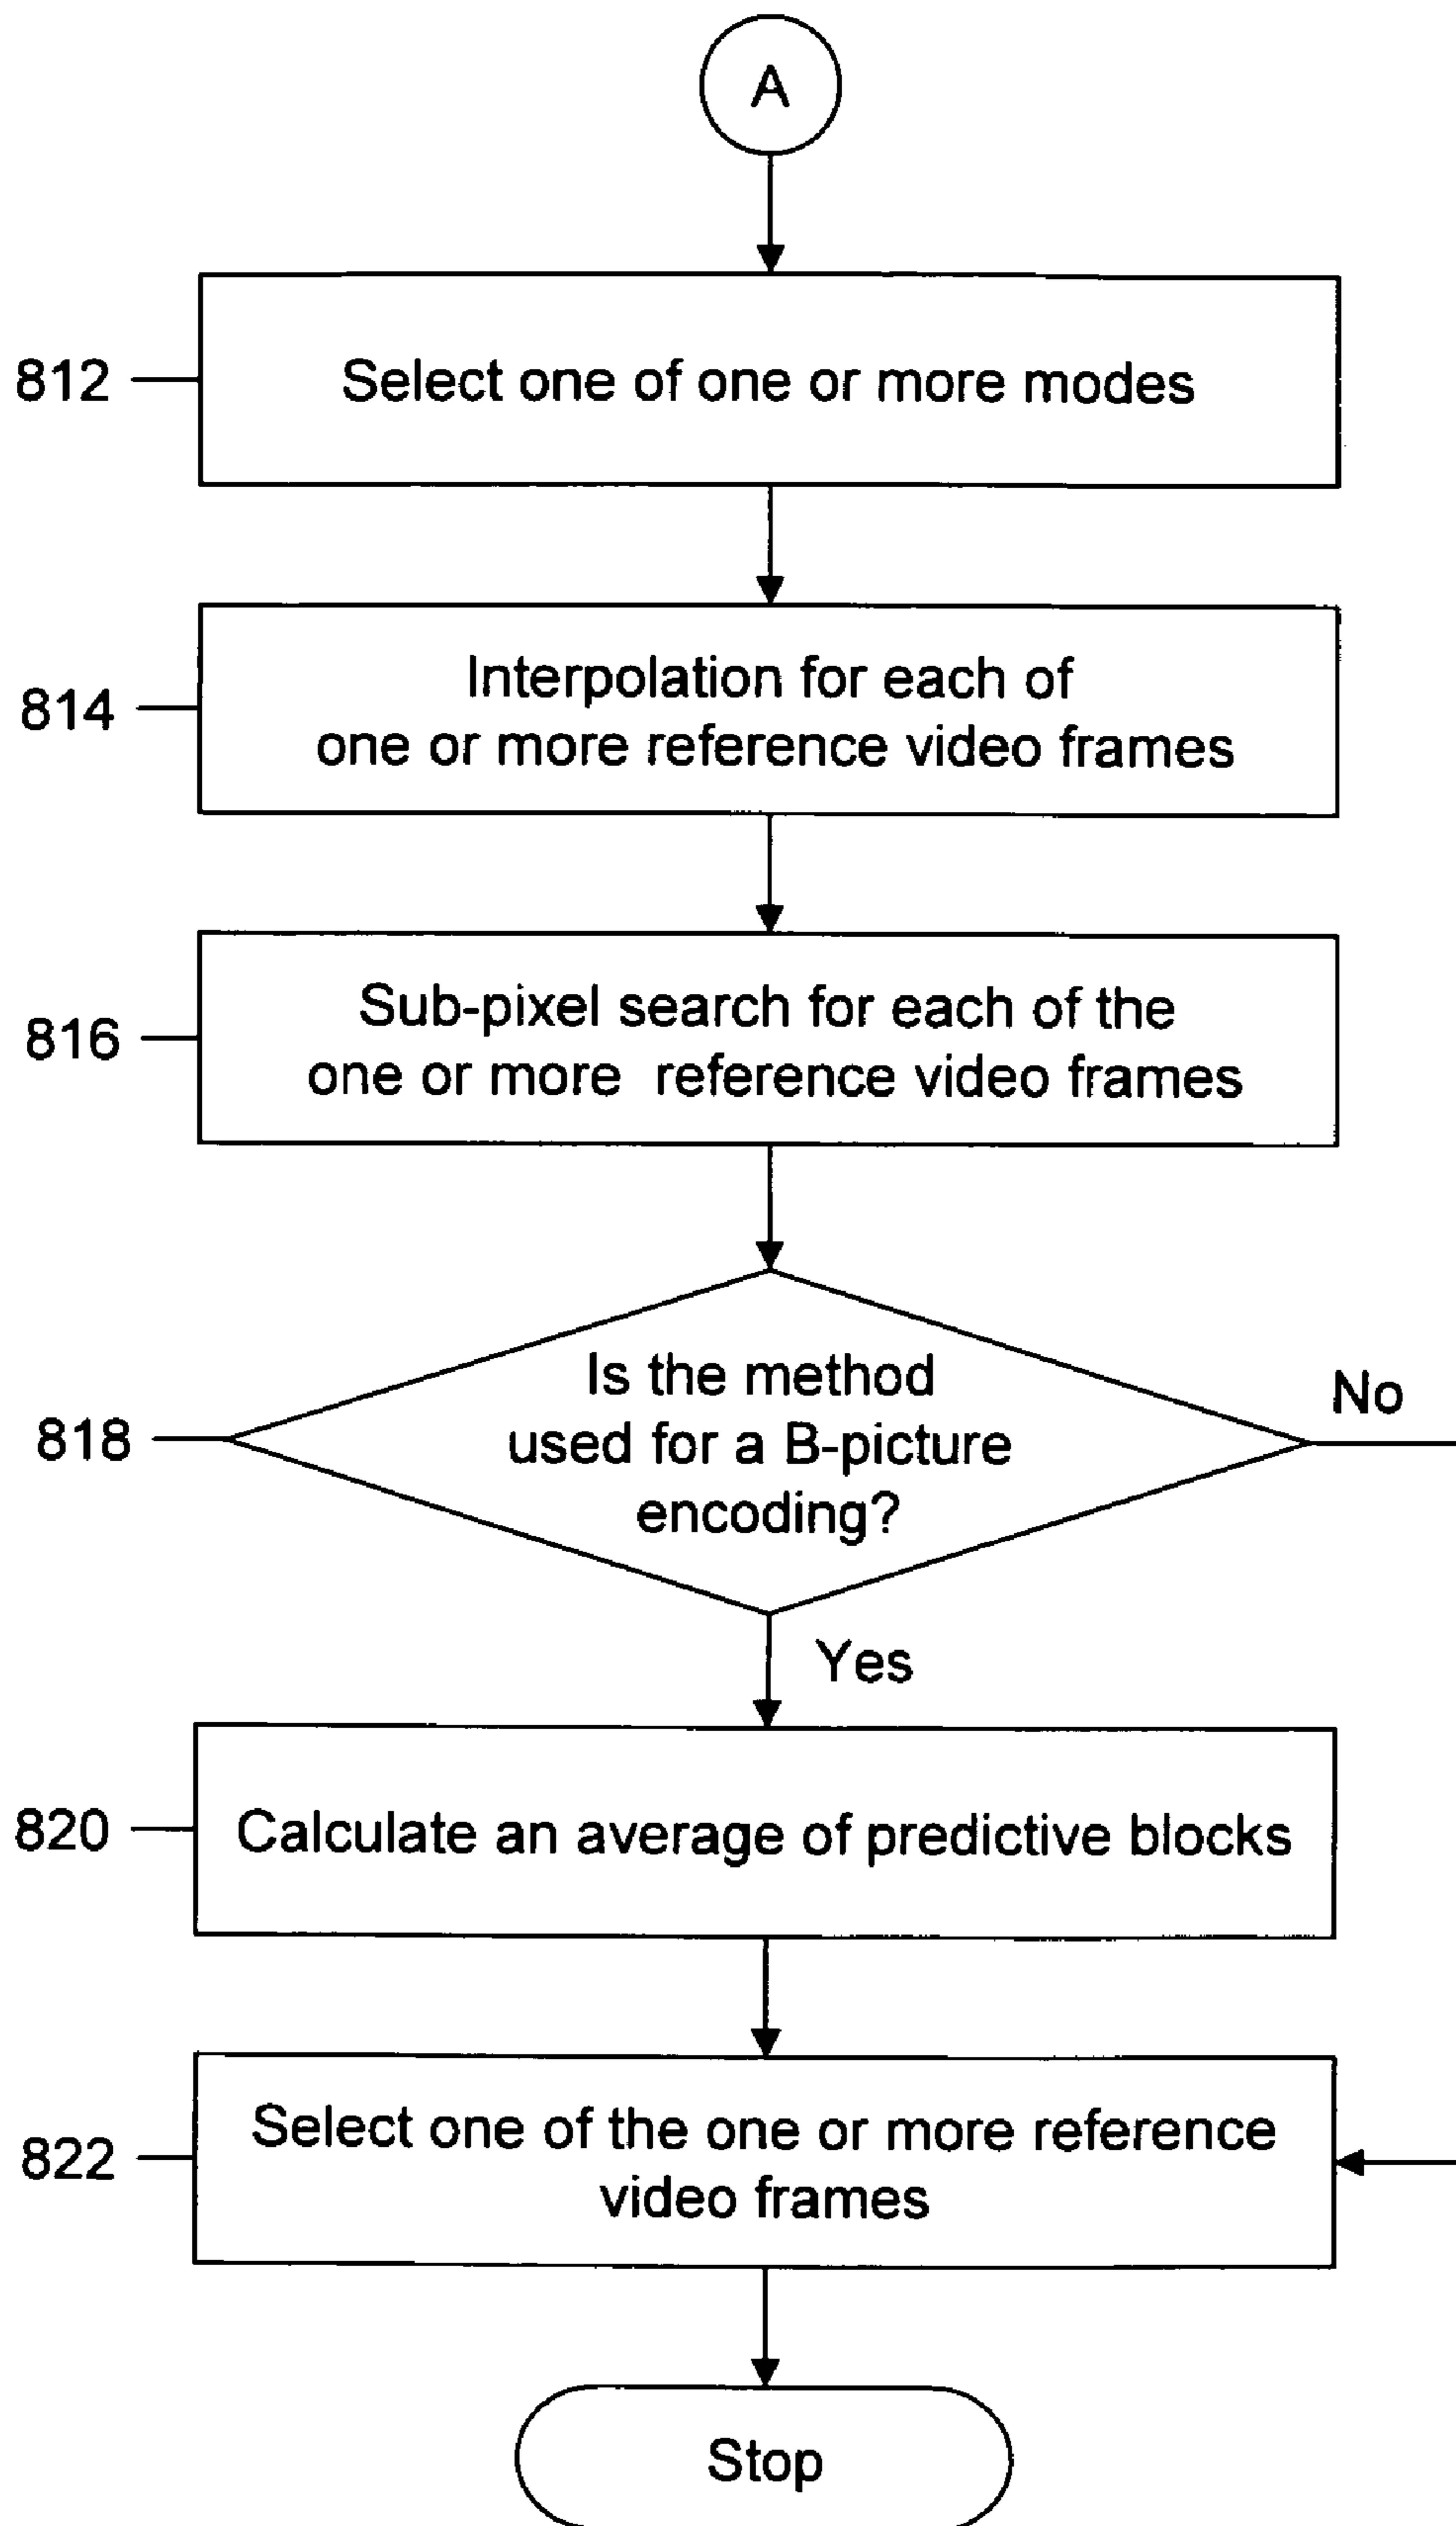 A
812
Select one of one or more modes
814
Interpolation for each of
one or more reference video frames
816
Sub-pixel search for each of the
one or more reference video frames
818
Is the method
used for a B-picture
encoding?
No
Yes
820
Calculate an average of predictive blocks
822
Select one of the one or more reference
video frames
Stop